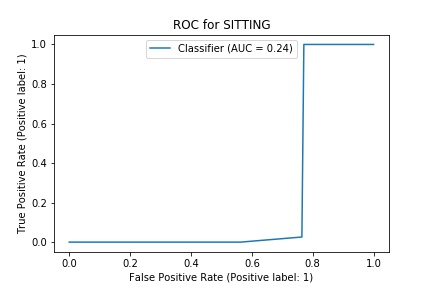 ROC for SITTING
Classifier (AUC = 0.24)
True Positive Rate (Positive label: 1)
1.0
0.8
0.6
0.4
0.2
0.0
0.0 0.2 0.4 0.6 0.8 1.0
False Positive Rate (Positive label: 1)